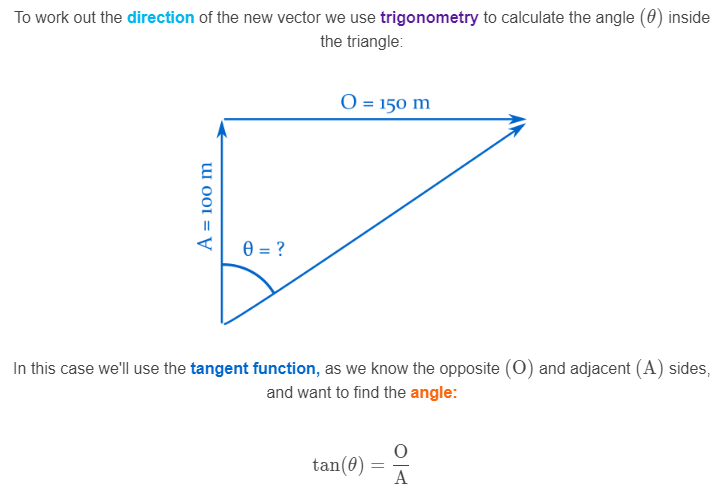 To work out the direction of the new vector we use trigonometry to calculate the angle (θ) inside
the triangle:
O = 150 m
A = 100 m
θ = ?
In this case we'll use the tangent function, as we know the opposite (O) and adjacent (A) sides,
and want to find the angle:
tan(θ) = O/A